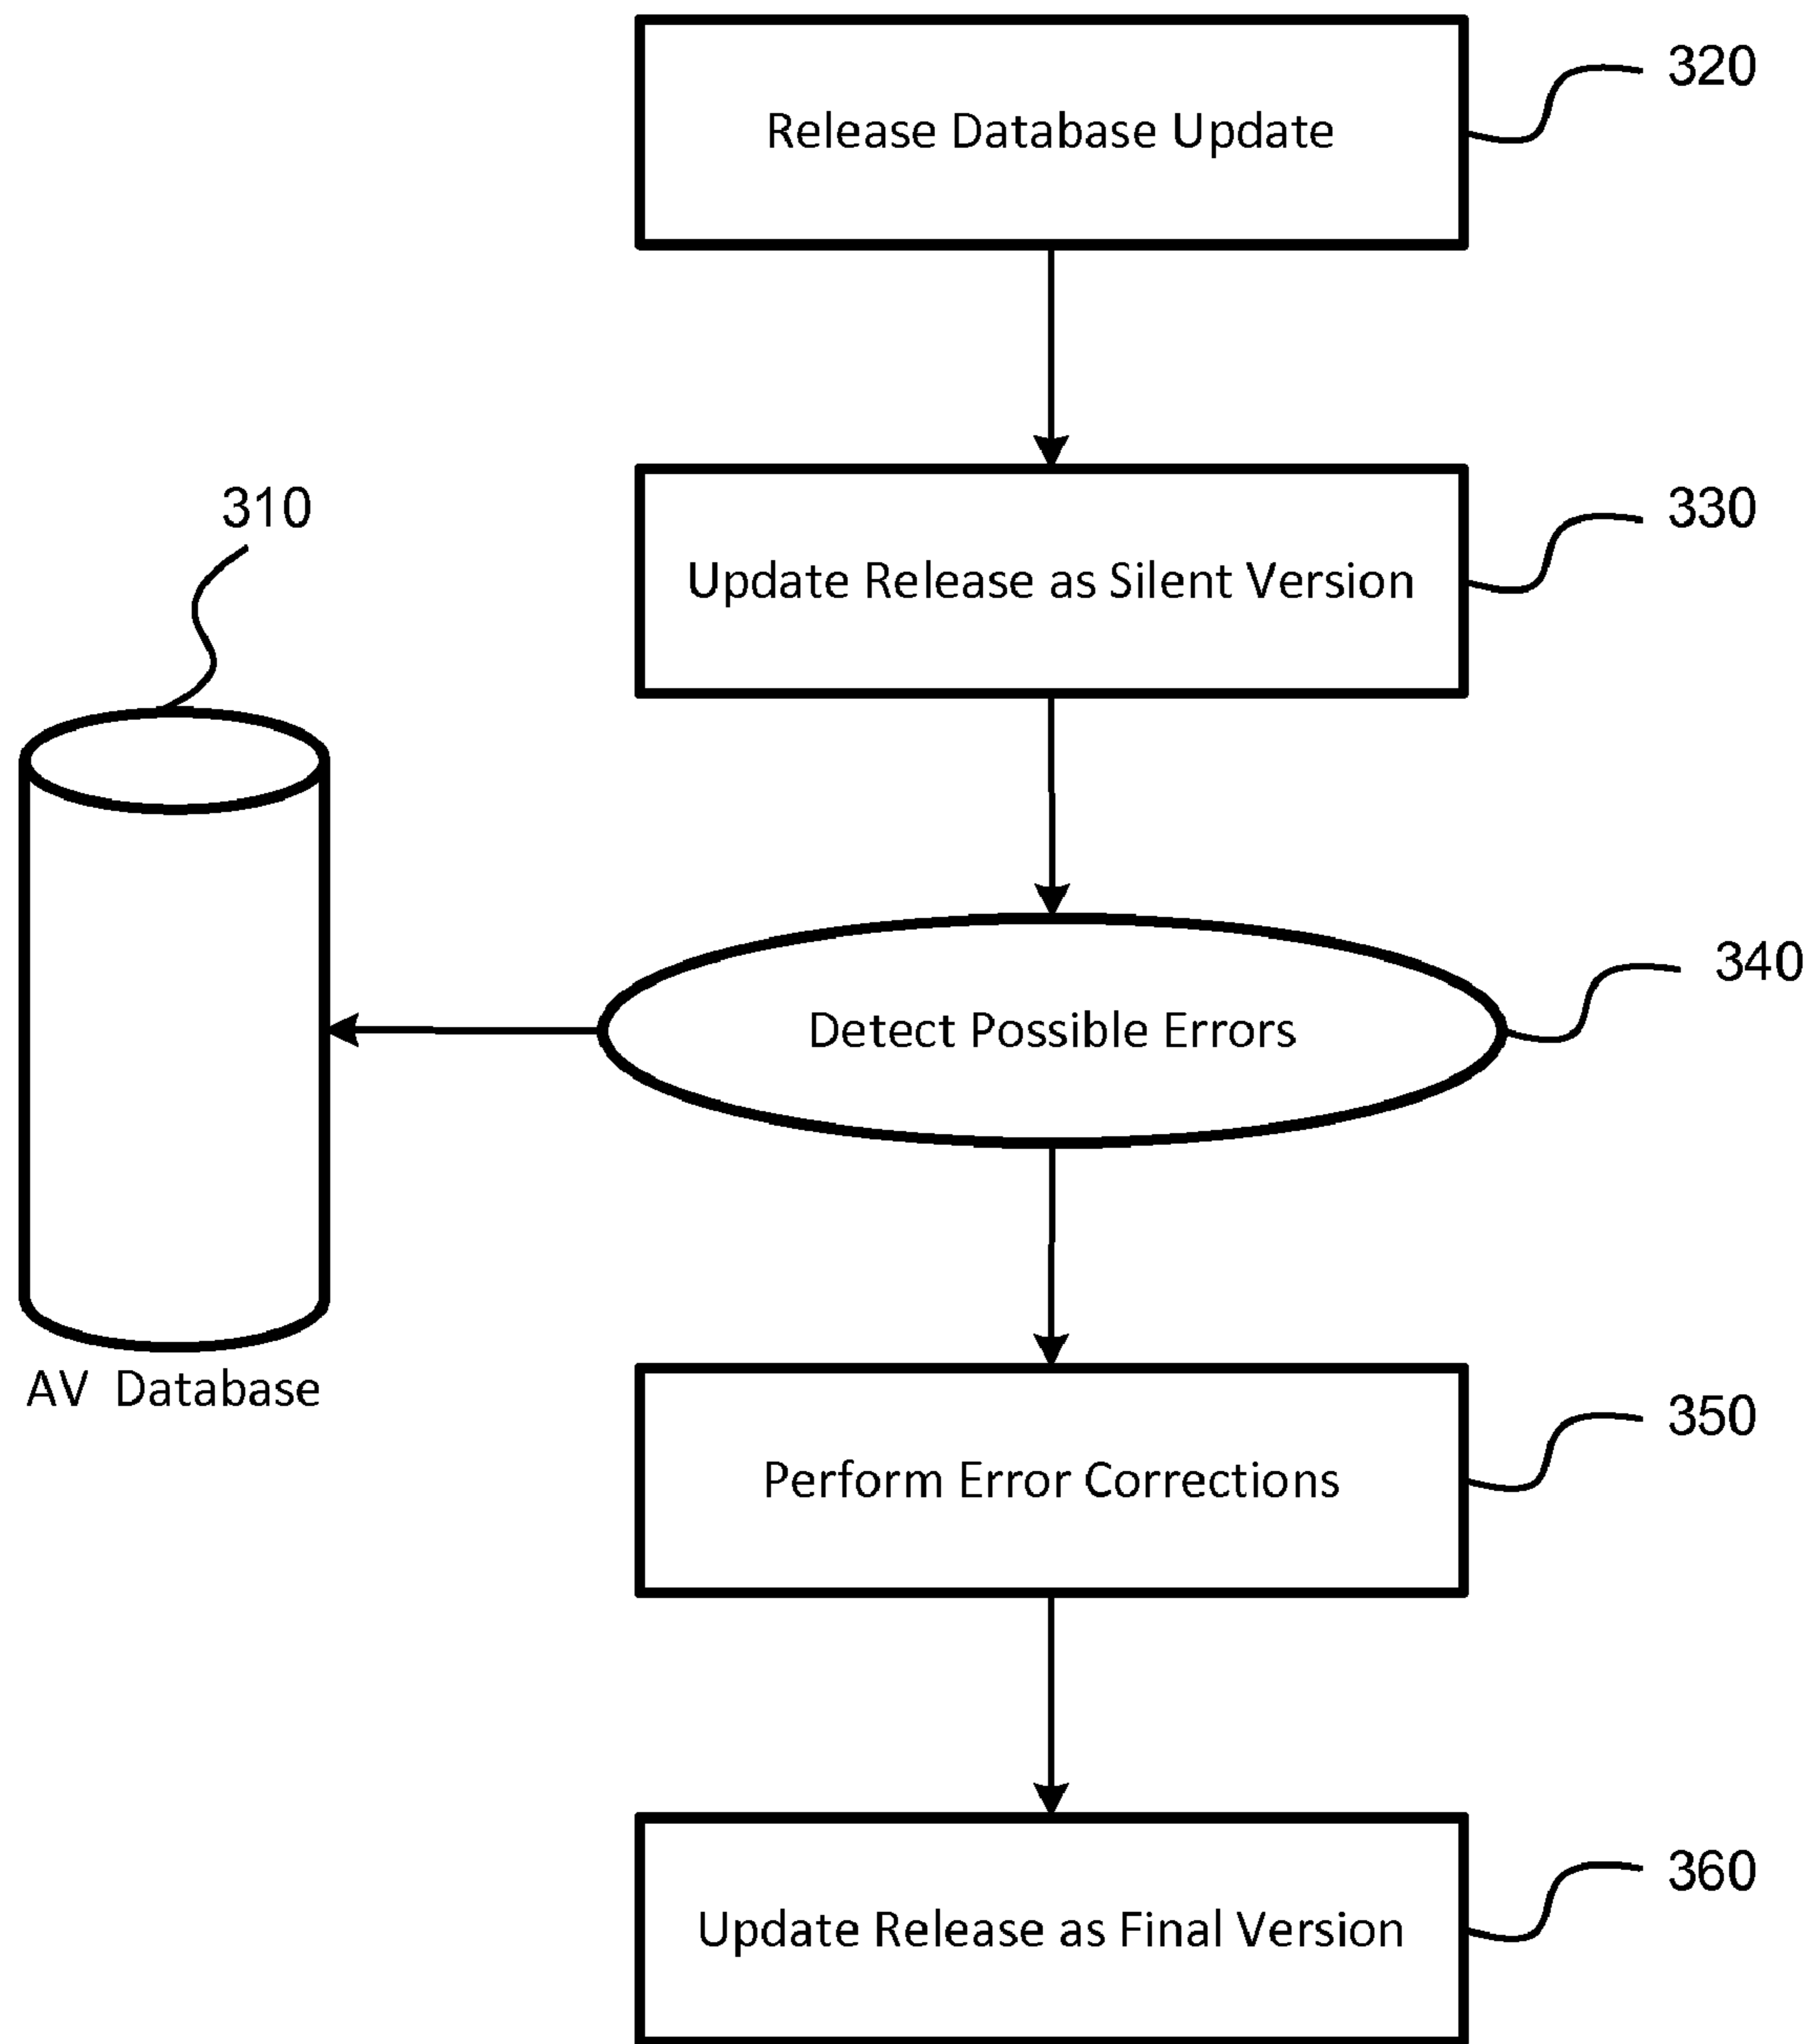 320
Release Database Update
330
310
Update Release as Silent Version
340
Detect Possible Errors
AV Database
350
Perform Error Corrections
360
Update Release as Final Version